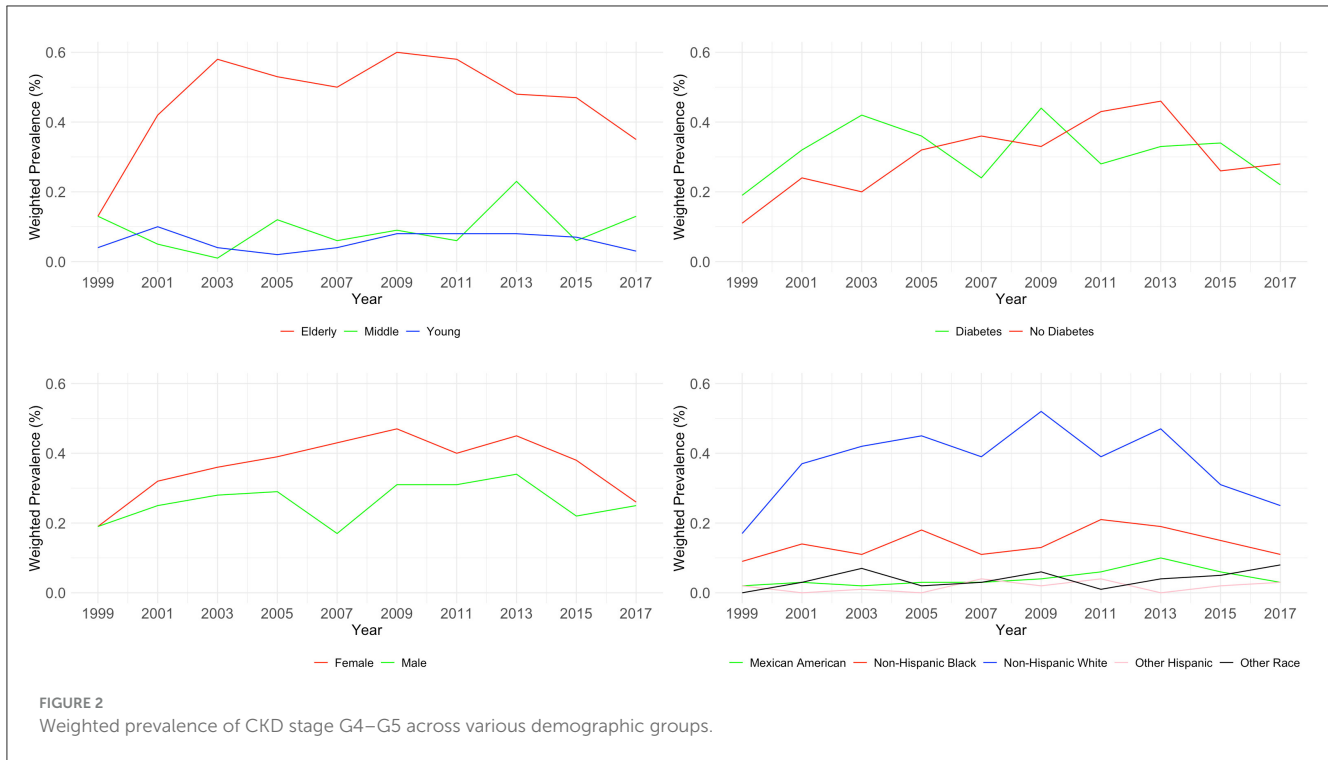 0.6
0.4
0.2
0.0
Weighted Prevalence (%)
1999 2001 2003 2005 2007 2009 2011 2013 2015 2017
Year
Elderly Middle Young
0.6
0.4
0.2
0.0
Weighted Prevalence (%)
1999 2001 2003 2005 2007 2009 2011 2013 2015 2017
Year
Diabetes No Diabetes
0.6
0.4
0.2
0.0
Weighted Prevalence (%)
1999 2001 2003 2005 2007 2009 2011 2013 2015 2017
Year
Female Male
0.6
0.4
0.2
0.0
Weighted Prevalence (%)
1999 2001 2003 2005 2007 2009 2011 2013 2015 2017
Year
Mexican American Non-Hispanic Black Non-Hispanic White Other Hispanic Other Race
FIGURE 2
Weighted prevalence of CKD stage G4–G5 across various demographic groups.